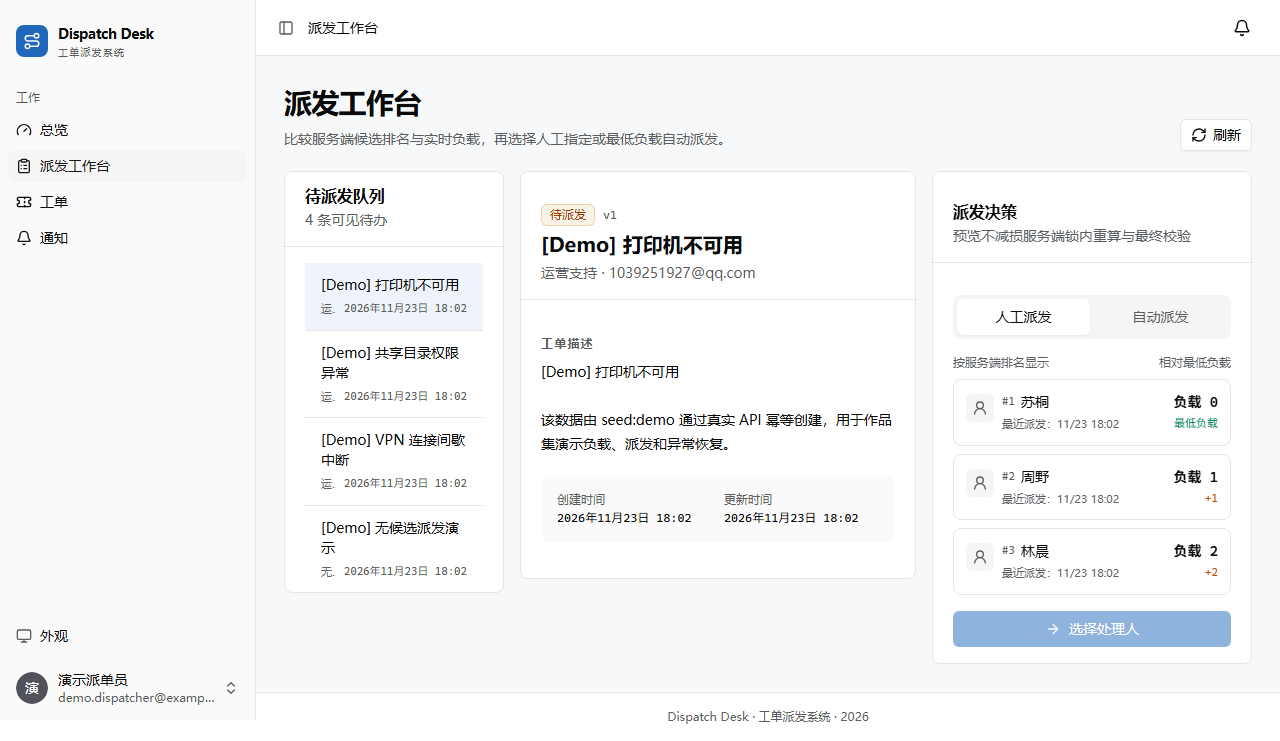 Dispatch Desk
工单派发系统
工作
总览
派发工作台
工单
通知
外观
演
演示派单员
demo.dispatcher@examp...
派发工作台
派发工作台
比较服务端候选排名与实时负载，再选择人工指定或最低负载自动派发。
刷新
待派发队列
4 条可见待办
[Demo] 打印机不可用
运. 2026年11月23日 18:02
[Demo] 共享目录权限
异常
运. 2026年11月23日 18:02
[Demo] VPN 连接间歇
中断
运. 2026年11月23日 18:02
[Demo] 无候选派发演
示
无. 2026年11月23日 18:02
待派发 v1
[Demo] 打印机不可用
运营支持 · 1039251927@qq.com
工单描述
[Demo] 打印机不可用
该数据由 seed:demo 通过真实 API 幂等创建，用于作品
集演示负载、派发和异常恢复。
创建时间 更新时间
2026年11月23日 18:02 2026年11月23日 18:02
派发决策
预览不减损服务端锁内重算与最终校验
人工派发 自动派发
按服务端排名显示 相对最低负载
#1 苏桐 负载 0
最近派发：11/23 18:02 最低负载
#2 周野 负载 1
最近派发：11/23 18:02 +1
#3 林晨 负载 2
最近派发：11/23 18:02 +2
选择处理人
Dispatch Desk · 工单派发系统 · 2026